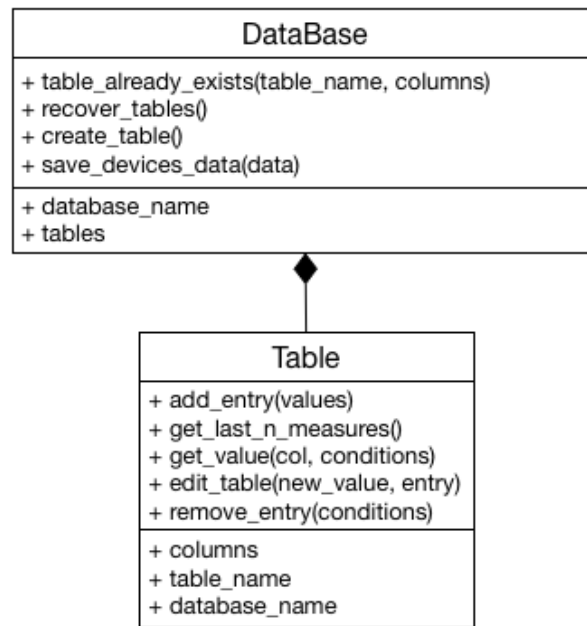 DataBase
+ table_already_exists(table_name, columns)
+ recover_tables()
+ create_table()
+ save_devices_data(data)
+ database_name
+ tables
Table
+ add_entry(values)
+ get_last_n_measures()
+ get_value(col, conditions)
+ edit_table(new_value, entry)
+ remove_entry(conditions)
+ columns
+ table_name
+ database_name